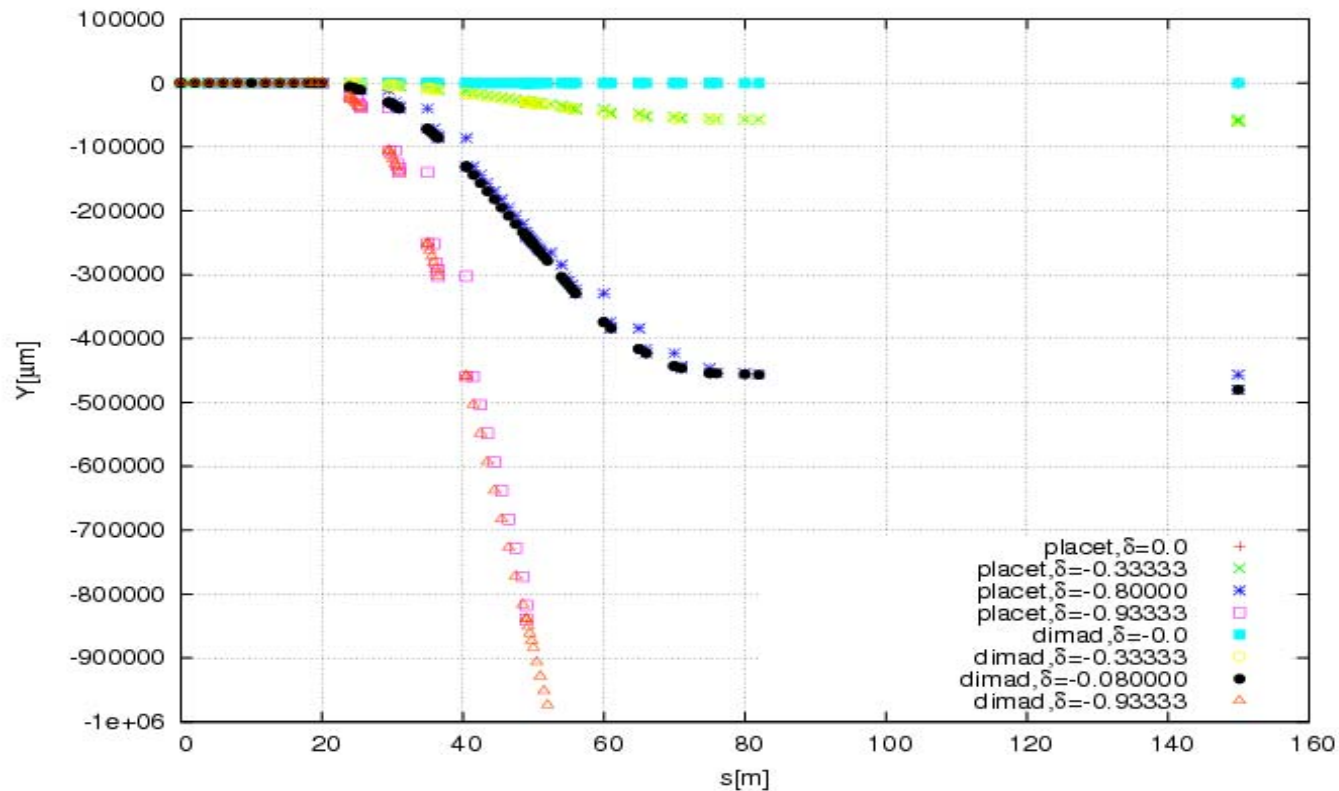 100000
0
-100000
-200000
-300000
-400000
-500000
-600000
-700000
-800000
-900000
-1e+06
Y[µm]
placet,δ=0.0
placet,δ=-0.33333
placet,δ=-0.80000
placet,δ=-0.93333
dimad,δ=-0.0
dimad,δ=-0.33333
dimad,δ=-0.080000
dimad,δ=-0.93333
0 20 40 60 80 100 120 140 160
s[m]